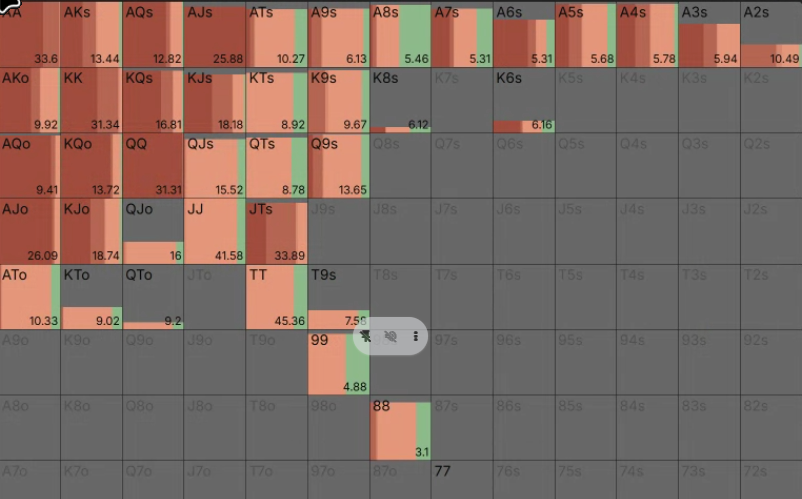 AA AKs AQs AJs ATs A9s A8s A7s A6s A5s A4s A3s A2s
33.6 13.44 12.82 25.88 10.27 6.13 5.46 5.31 5.31 5.68 5.78 5.94 10.49
AKo KK KQs KJs KTs K9s K8s K7s K6s K5s K4s K3s K2s
9.92 31.34 16.81 18.18 8.92 9.67 6.12 6.16
AQo KQo QQ QJs QTs Q9s Q8s Q7s Q6s Q5s Q4s Q3s Q2s
9.41 13.72 31.31 15.52 8.78 13.65
AJo KJo QJo JJ JTs J9s J8s J7s J6s J5s J4s J3s J2s
26.09 18.74 16 41.58 33.89
ATo KTo QTo JTo TT T9s T8s T7s T6s T5s T4s T3s T2s
10.33 9.02 9.2 45.36 7.58
A9o K9o Q9o J9o T9o 99 97s 96s 95s 94s 93s 92s
4.88
A8o K8o Q8o J8o T8o 98o 88 87s 86s 85s 84s 83s 82s
3.1
A7o K7o Q7o J7o T7o 97o 87o 77 76s 75s 74s 73s 72s